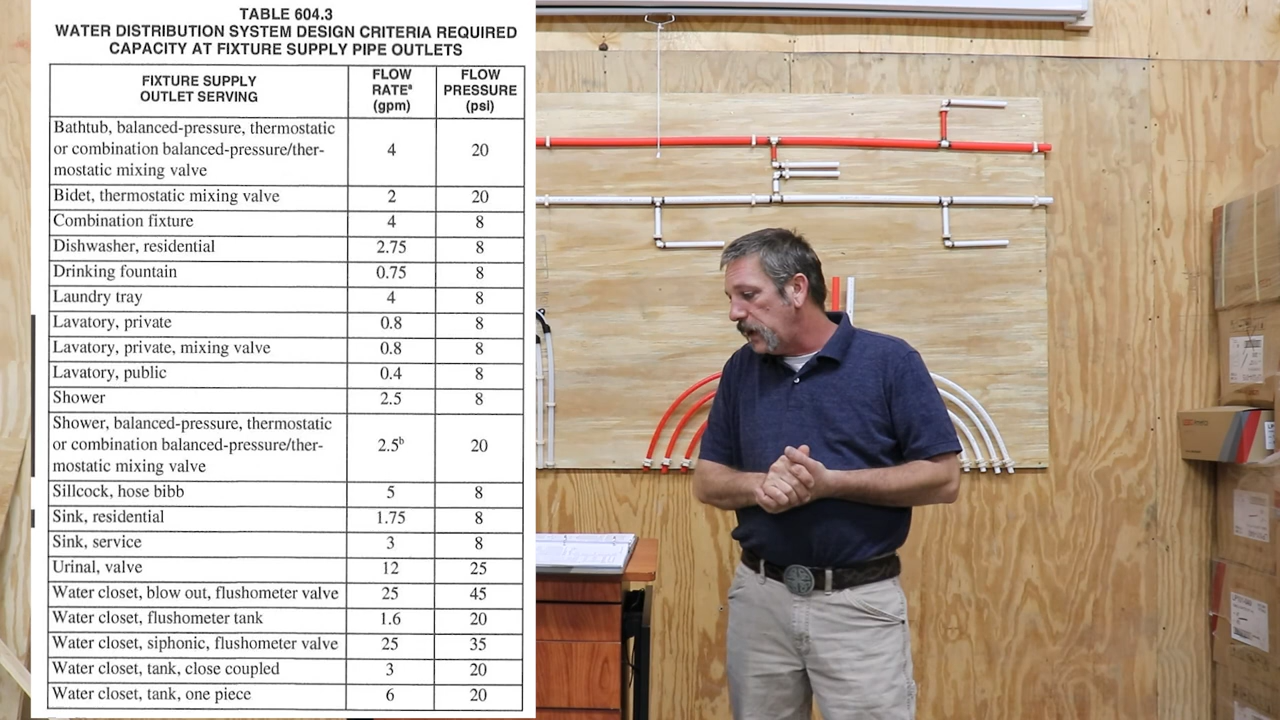 TABLE 604.3
WATER DISTRIBUTION SYSTEM DESIGN CRITERIA REQUIRED
CAPACITY AT FIXTURE SUPPLY PIPE OUTLETS
FIXTURE SUPPLY OUTLET SERVING FLOW RATEᵃ (gpm) FLOW PRESSURE (psi)
Bathtub, balanced-pressure, thermostatic
or combination balanced-pressure/ther- 4 20
mostatic mixing valve
Bidet, thermostatic mixing valve 2 20
Combination fixture 4 8
Dishwasher, residential 2.75 8
Drinking fountain 0.75 8
Laundry tray 4 8
Lavatory, private 0.8 8
Lavatory, private, mixing valve 0.8 8
Lavatory, public 0.4 8
Shower 2.5 8
Shower, balanced-pressure, thermostatic
or combination balanced-pressure/ther- 2.5ᵇ 20
mostatic mixing valve
Sillcock, hose bibb 5 8
Sink, residential 1.75 8
Sink, service 3 8
Urinal, valve 12 25
Water closet, blow out, flushometer valve 25 45
Water closet, flushometer tank 1.6 20
Water closet, siphonic, flushometer valve 25 35
Water closet, tank, close coupled 3 20
Water closet, tank, one piece 6 20